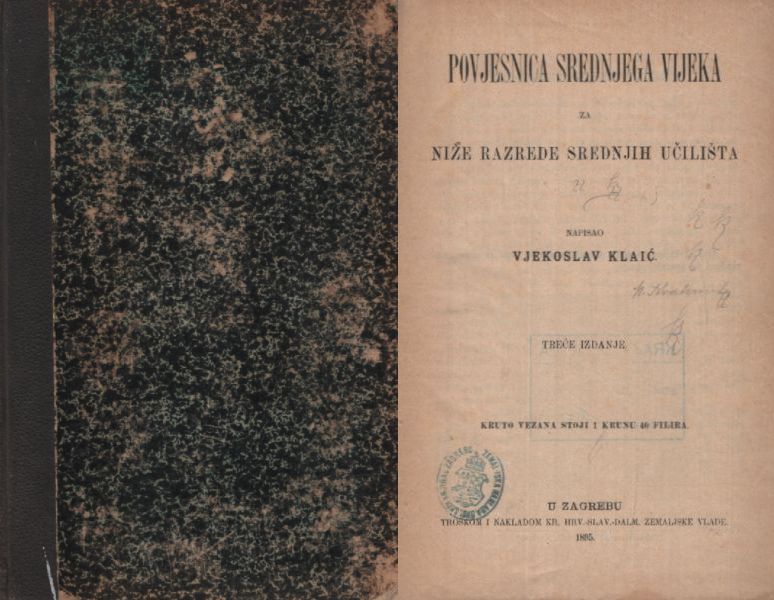 POVJESNICA SREDNJEGA VIJEKA
ZA
NIŽE RAZREDE SREDNJIH UČILIŠTA
NAPISAO
VJEKOSLAV KLAIĆ.
TREĆE IZDANJE.
KRUTO VEZANA STOJI 1 KRUNU 40 FILIRA.
U ZAGREBU
TROŠKOM I NAKLADOM KR. HRV.-SLAV.-DALM. ZEMALJSKE VLADE.
1895.